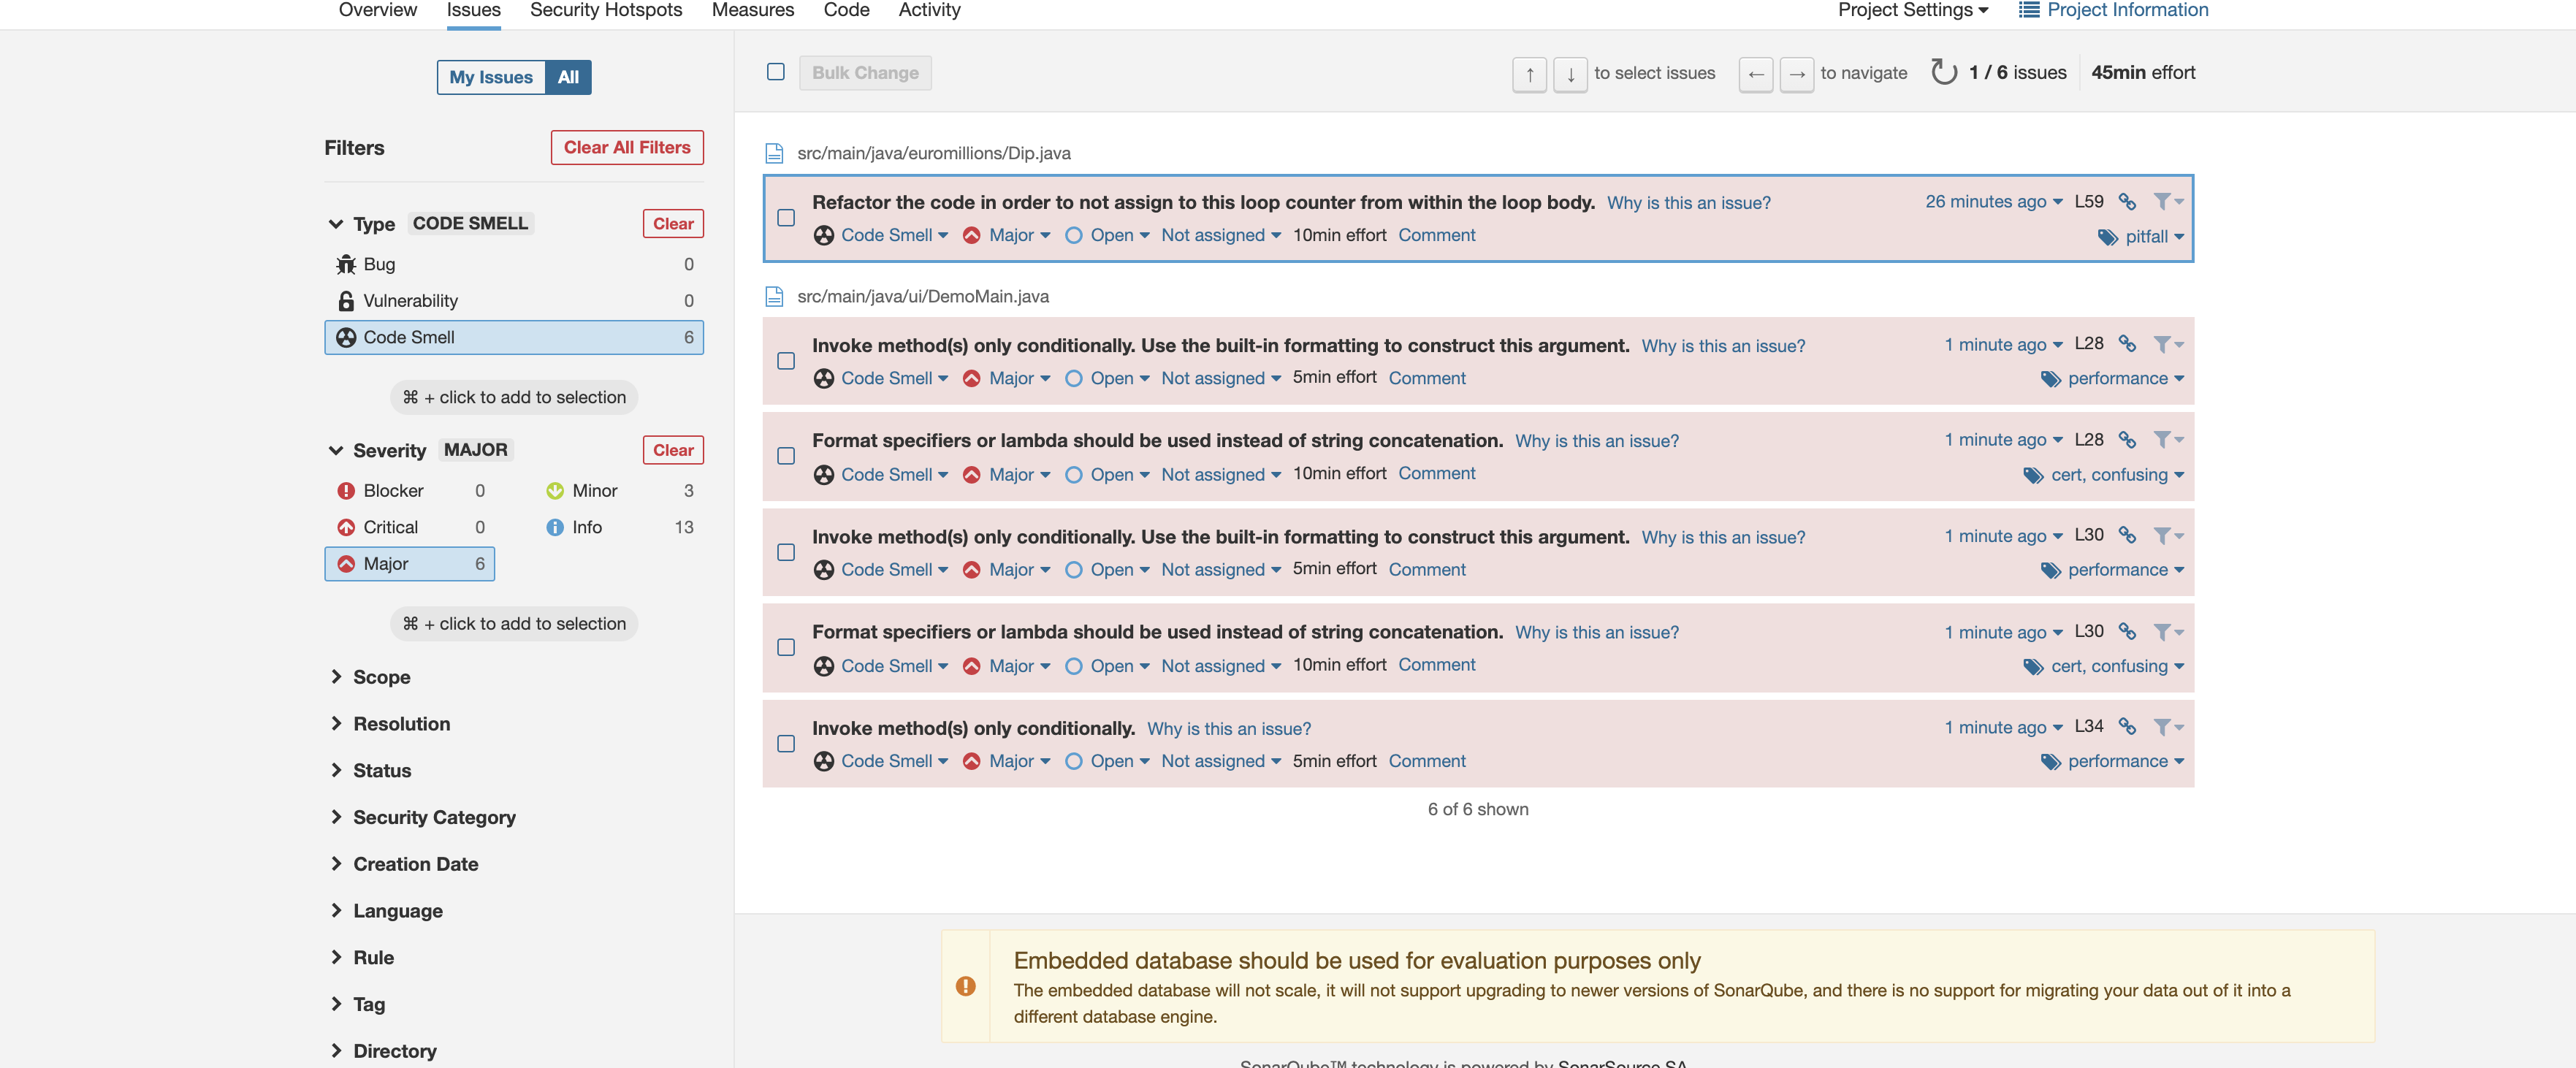 Overview Issues Security Hotspots Measures Code Activity Project Settings Project Information
My Issues All
Bulk Change ↑ ↓ to select issues ← → to navigate 1 / 6 issues 45min effort
Filters Clear All Filters
Type CODE SMELL Clear
Bug 0
Vulnerability 0
Code Smell 6
⌘ + click to add to selection
Severity MAJOR Clear
Blocker 0 Minor 3
Critical 0 Info 13
Major 6
⌘ + click to add to selection
Scope
Resolution
Status
Security Category
Creation Date
Language
Rule
Tag
Directory
src/main/java/euromillions/Dip.java
Refactor the code in order to not assign to this loop counter from within the loop body. Why is this an issue? 26 minutes ago L59
Code Smell Major Open Not assigned 10min effort Comment pitfall
src/main/java/ui/DemoMain.java
Invoke method(s) only conditionally. Use the built-in formatting to construct this argument. Why is this an issue? 1 minute ago L28
Code Smell Major Open Not assigned 5min effort Comment performance
Format specifiers or lambda should be used instead of string concatenation. Why is this an issue? 1 minute ago L28
Code Smell Major Open Not assigned 10min effort Comment cert, confusing
Invoke method(s) only conditionally. Use the built-in formatting to construct this argument. Why is this an issue? 1 minute ago L30
Code Smell Major Open Not assigned 5min effort Comment performance
Format specifiers or lambda should be used instead of string concatenation. Why is this an issue? 1 minute ago L30
Code Smell Major Open Not assigned 10min effort Comment cert, confusing
Invoke method(s) only conditionally. Why is this an issue? 1 minute ago L34
Code Smell Major Open Not assigned 5min effort Comment performance
6 of 6 shown
Embedded database should be used for evaluation purposes only
The embedded database will not scale, it will not support upgrading to newer versions of SonarQube, and there is no support for migrating your data out of it into a
different database engine.
SonarQube™ technology is powered by SonarSource SA